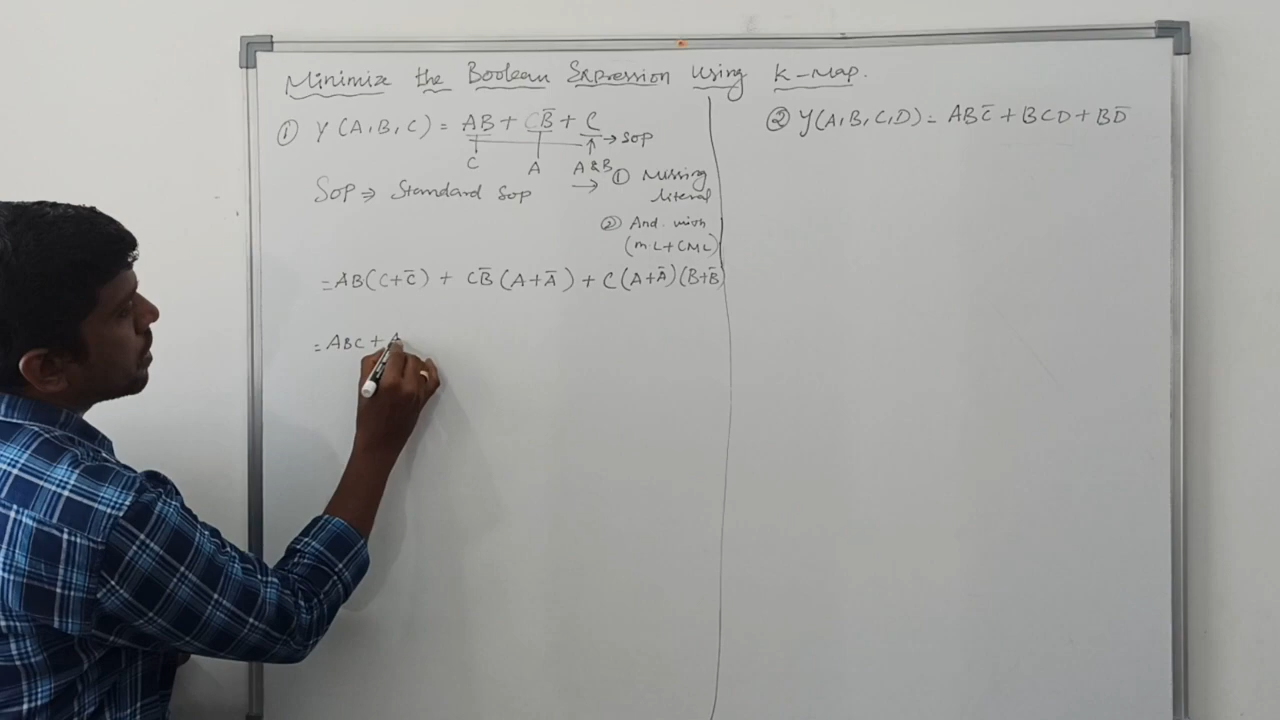 Minimize the Boolean Expression Using K-Map.
① Y(A,B,C) = AB + CB̅ + C
→ SOP
C A A & B
SOP ⇒ Standard SOP → ① Missing literal
② And with
(M.L + CML)
= AB(C+C̅) + CB̅(A+A̅) + C(A+A̅)(B+B̅)
= ABC + A
② Y(A,B,C,D) = ABC̅ + BCD + BD̅